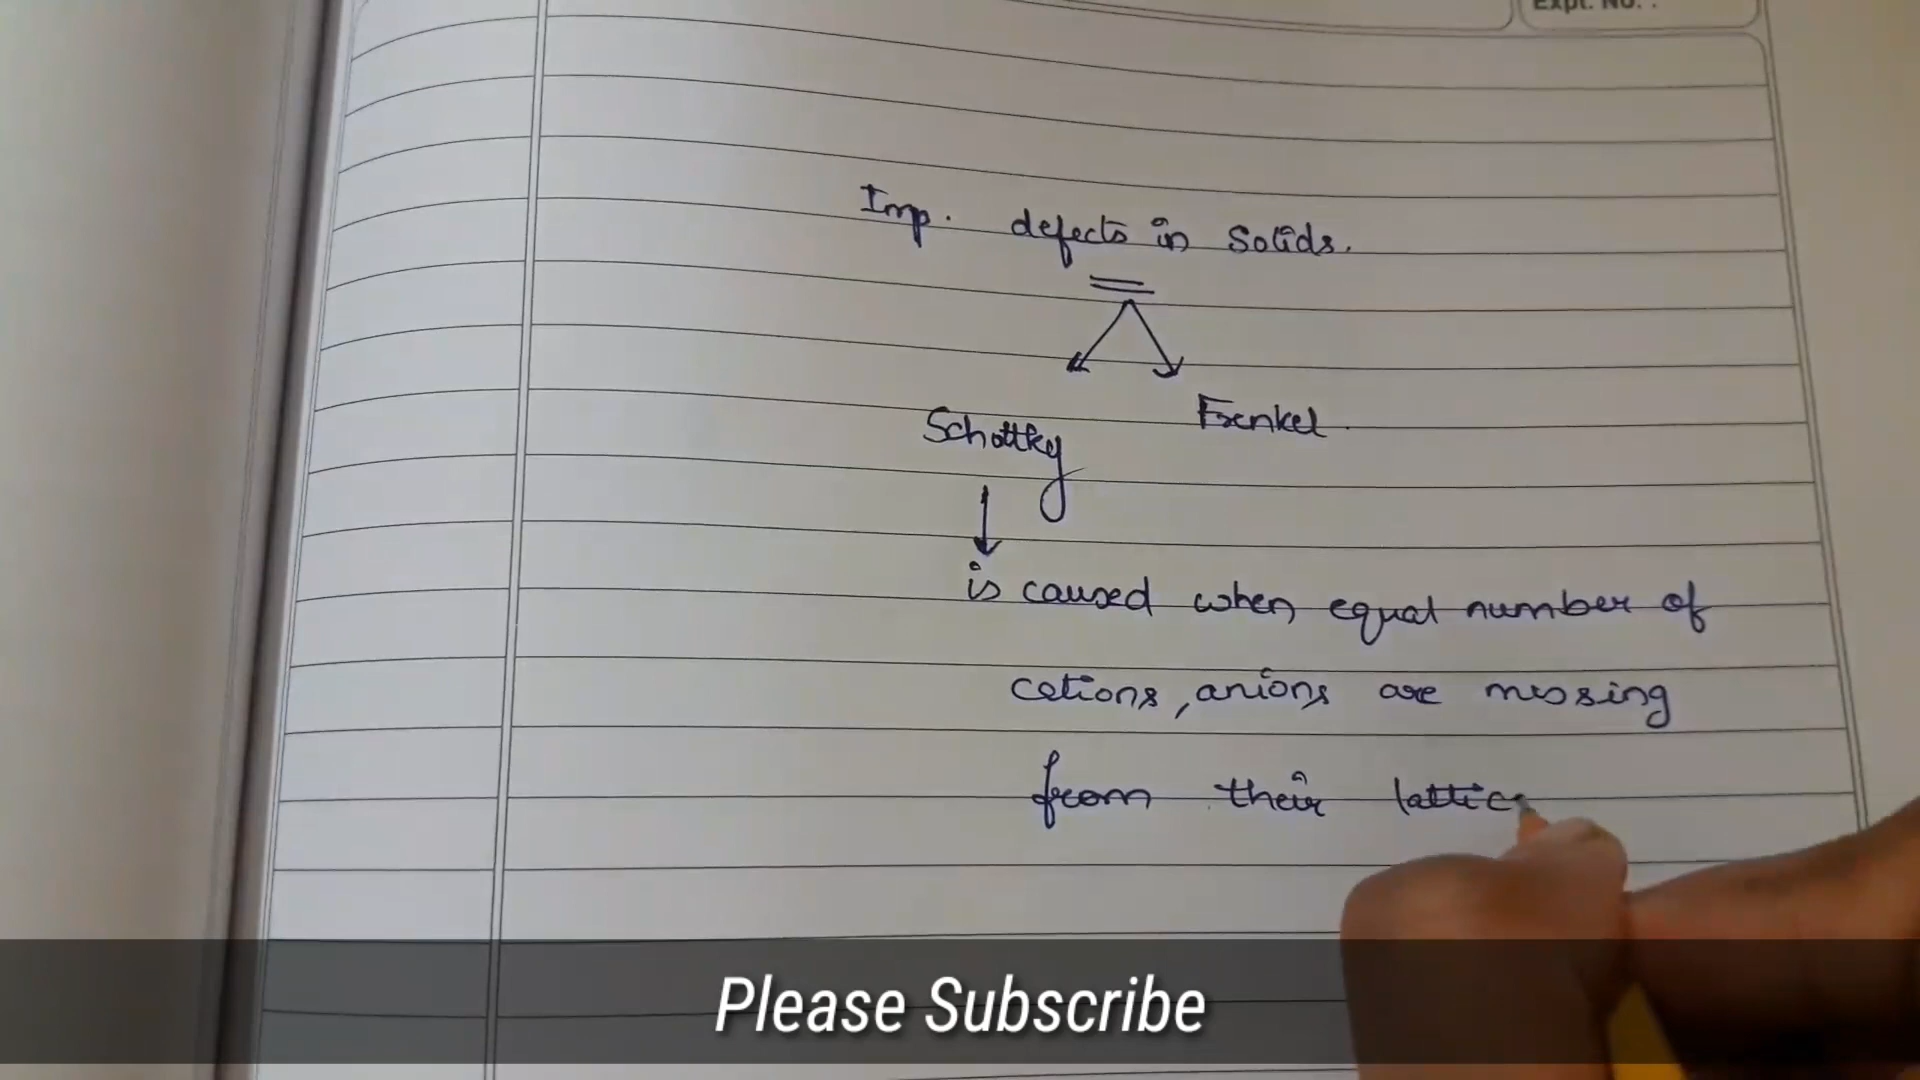 Expt. No. :
Imp. defects in Solids.
Schottky
Frenkel.
is caused when equal number of
cations, anions are missing
from their lattice
Please Subscribe